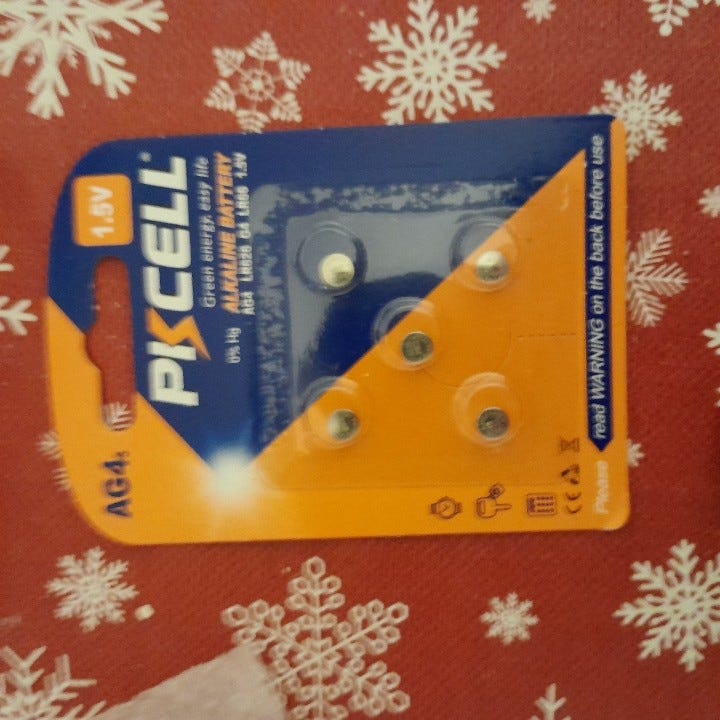 AG4
1.5V
PKCELL
Green energy, easy life
ALKALINE BATTERY
AG4 LR626 G4 LR66 1.5V
0% Hg
CE
Please read WARNING on the back before use